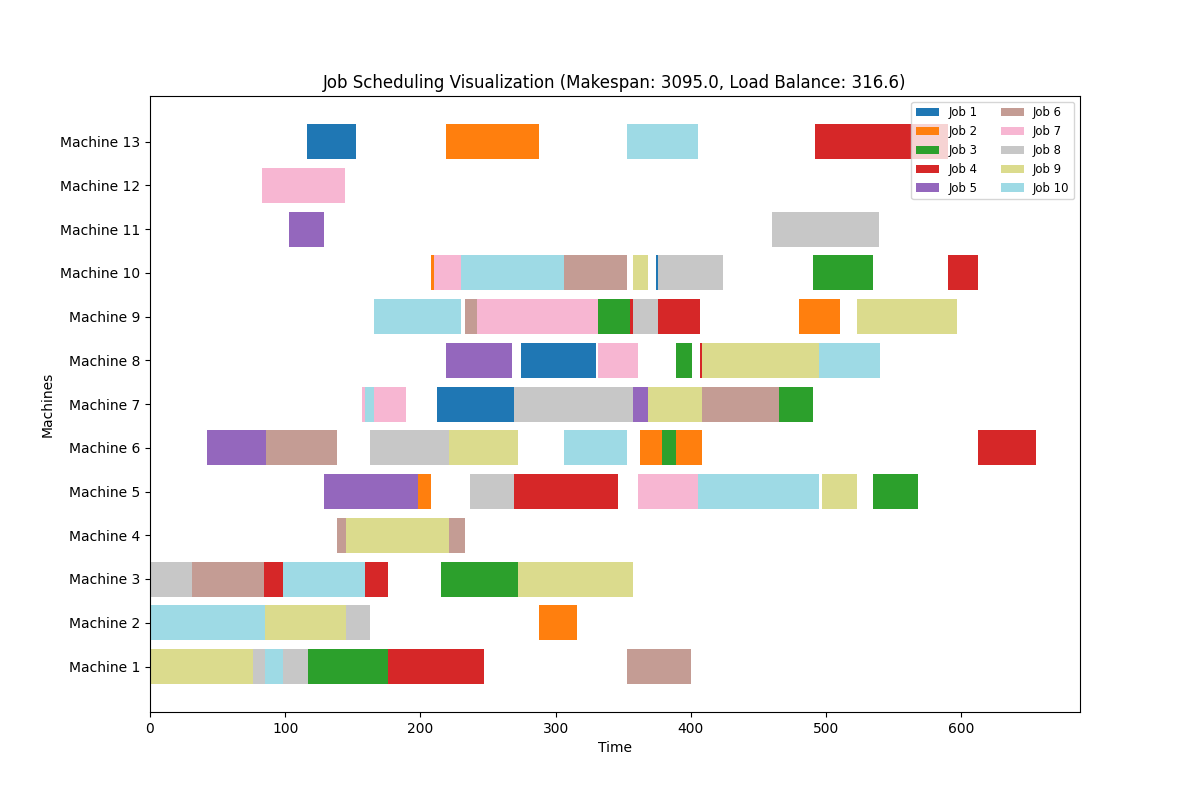 Job Scheduling Visualization (Makespan: 3095.0, Load Balance: 316.6)
Job 1
Job 2
Job 3
Job 4
Job 5
Job 6
Job 7
Job 8
Job 9
Job 10
Machine 13
Machine 12
Machine 11
Machine 10
Machine 9
Machine 8
Machine 7
Machine 6
Machine 5
Machine 4
Machine 3
Machine 2
Machine 1
Machines
0
100
200
300
400
500
600
Time